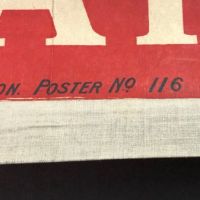 ON. POSTER Nº 116